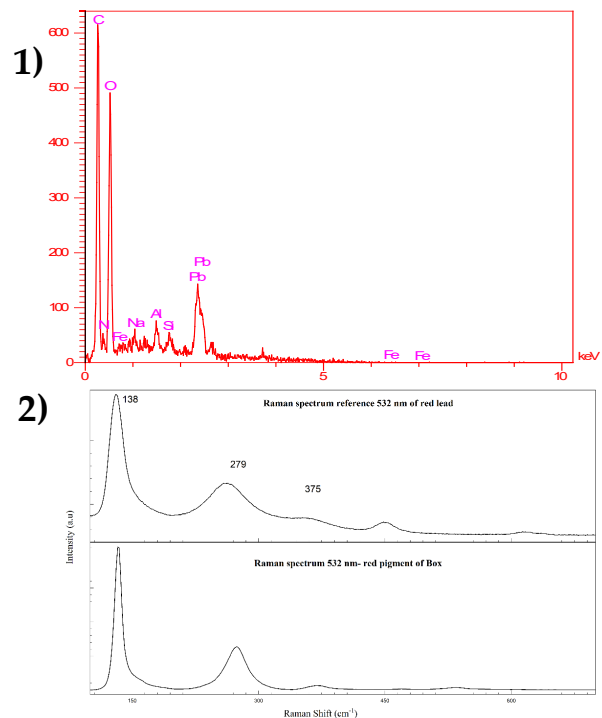 1)
600
500
400
300
200
100
0
C
O
N
Fe
Na
Al
Si
Pb
Pb
Fe
Fe
0
5
10
keV
2)
Raman spectrum reference 532 nm of red lead
138
279
375
Intensity (a.u)
Raman spectrum 532 nm- red pigment of Box
150
300
450
600
Raman Shift (cm⁻¹)